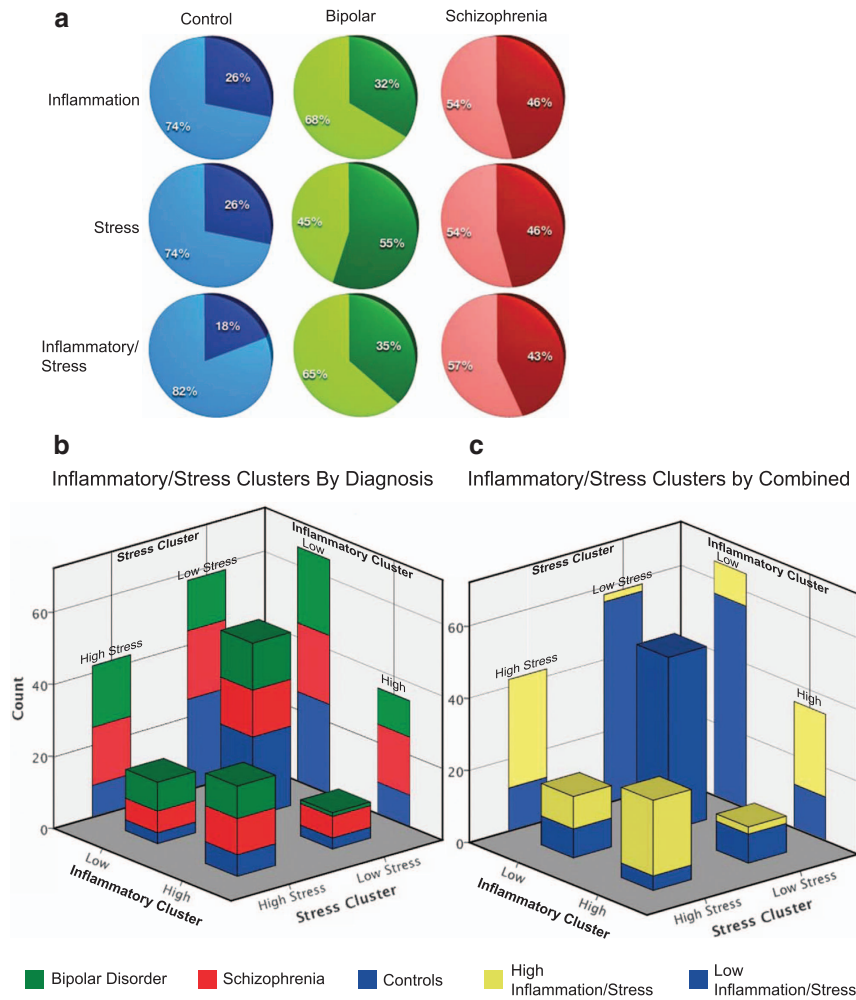 a
Control
Bipolar
Schizophrenia
Inflammation
26%
74%
32%
68%
54%
46%
Stress
26%
74%
45%
55%
54%
46%
Inflammatory/
Stress
18%
82%
35%
65%
57%
43%
b
Inflammatory/Stress Clusters By Diagnosis
Stress Cluster
Inflammatory Cluster
Low
Low Stress
High Stress
High
Count
60
40
20
0
Low
High
Inflammatory Cluster
High Stress
Low Stress
Stress Cluster
c
Inflammatory/Stress Clusters by Combined
Stress Cluster
Inflammatory Cluster
Low
Low Stress
High Stress
High
60
40
20
0
Low
High
Inflammatory Cluster
High Stress
Low Stress
Stress Cluster
Bipolar Disorder
Schizophrenia
Controls
High
Inflammation/Stress
Low
Inflammation/Stress